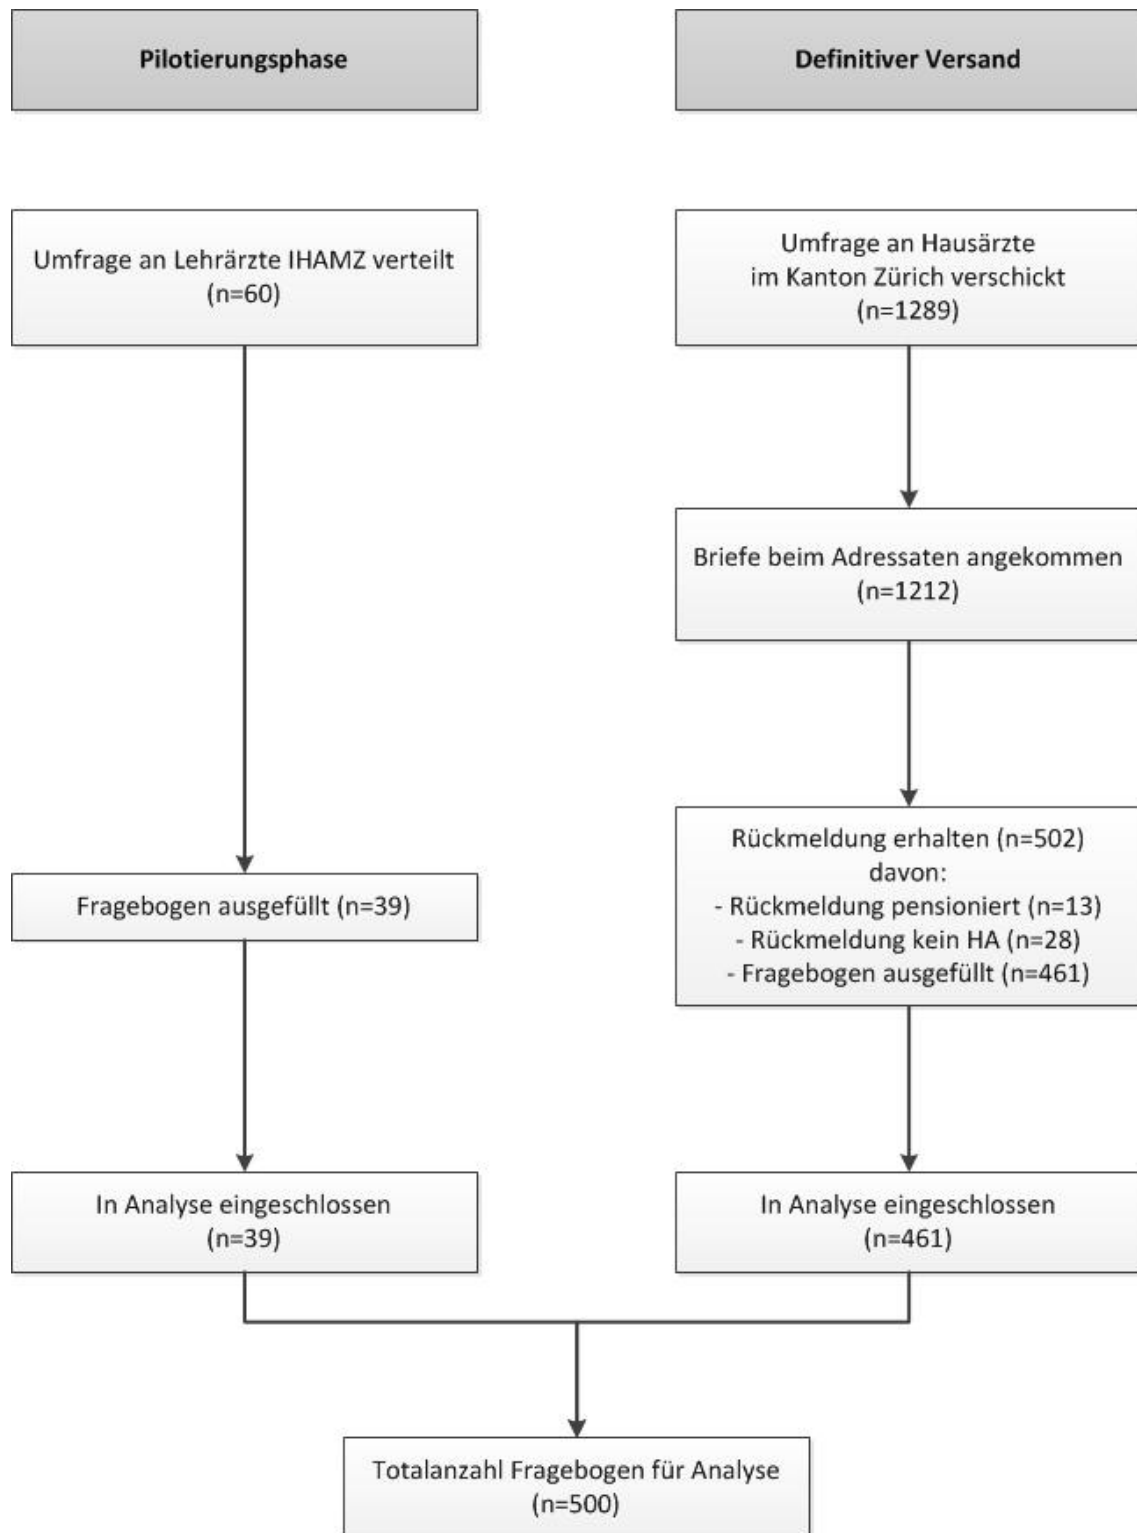 Pilotierungsphase
Definitiver Versand
Umfrage an Lehrärzte IHAMZ verteilt
(n=60)
Umfrage an Hausärzte
im Kanton Zürich verschickt
(n=1289)
Briefe beim Adressaten angekommen
(n=1212)
Fragebogen ausgefüllt (n=39)
Rückmeldung erhalten (n=502)
davon:
- Rückmeldung pensioniert (n=13)
- Rückmeldung kein HA (n=28)
- Fragebogen ausgefüllt (n=461)
In Analyse eingeschlossen
(n=39)
In Analyse eingeschlossen
(n=461)
Totalanzahl Fragebogen für Analyse
(n=500)